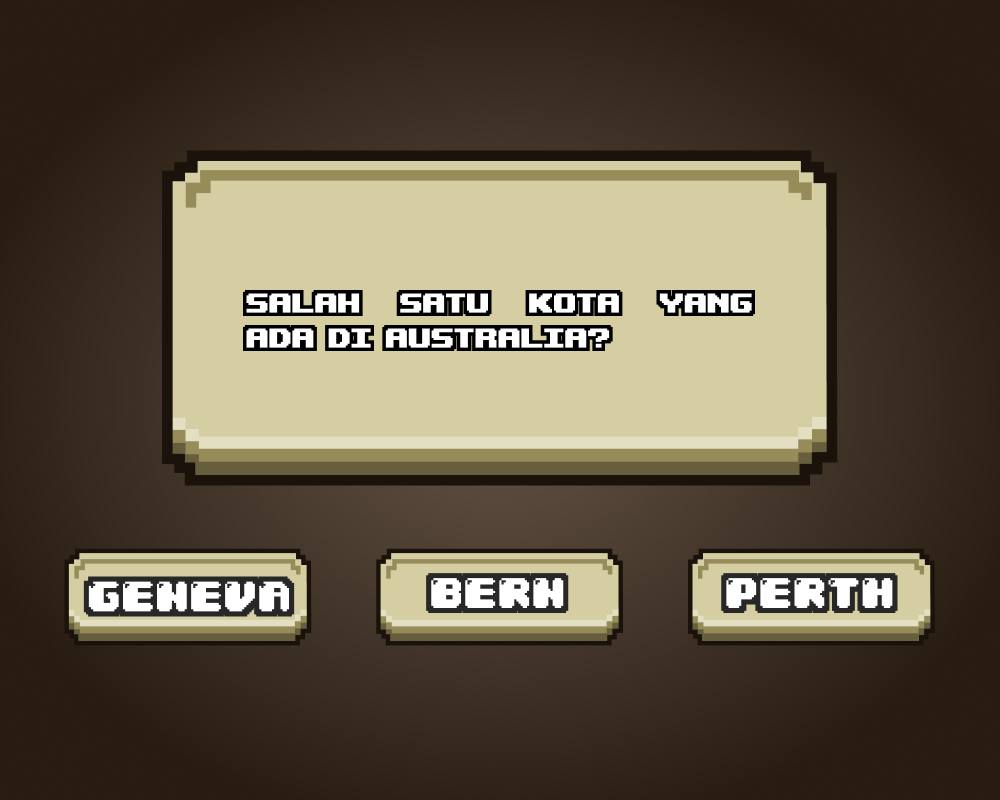 SALAH SATU KOTA YANG
ADA DI AUSTRALIA?
GENEVA
BERN
PERTH